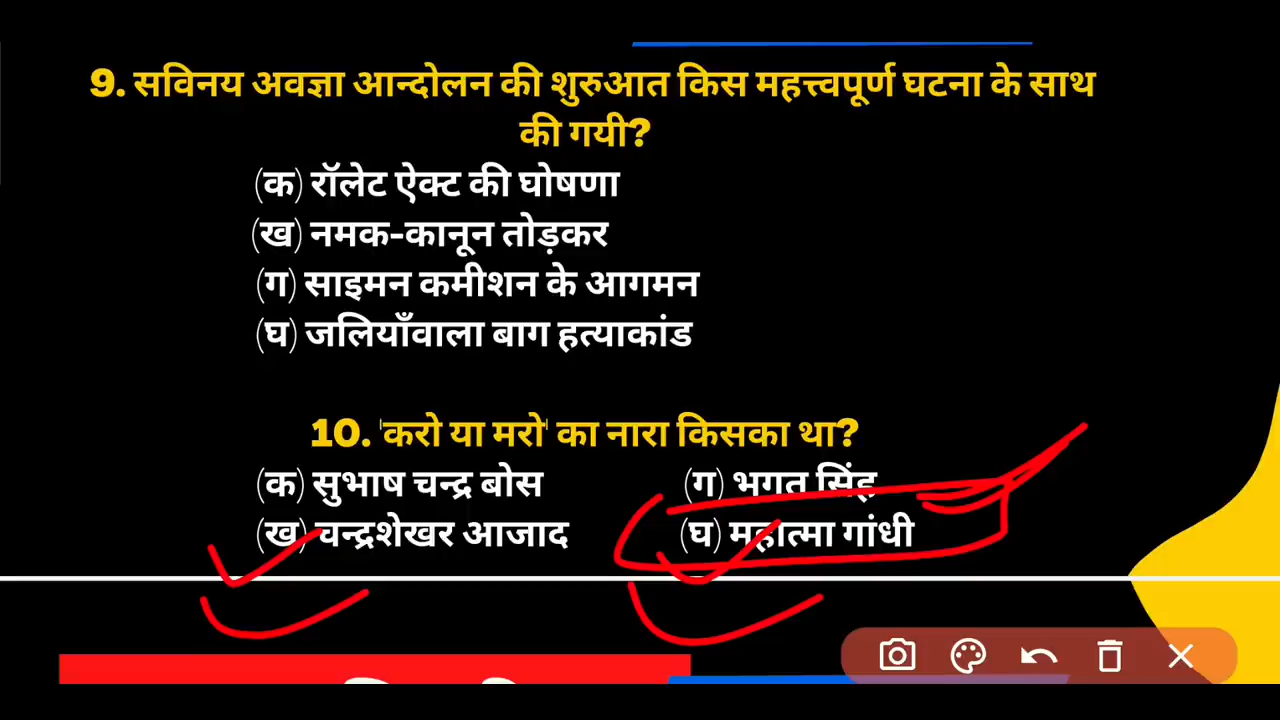 9. सविनय अवज्ञा आन्दोलन की शुरुआत किस महत्त्वपूर्ण घटना के साथ
की गयी?
(क) रॉलेट ऐक्ट की घोषणा
(ख) नमक-कानून तोड़कर
(ग) साइमन कमीशन के आगमन
(घ) जलियाँवाला बाग हत्याकांड
10. 'करो या मरो' का नारा किसका था?
(क) सुभाष चन्द्र बोस (ग) भगत सिंह
(ख) चन्द्रशेखर आजाद (घ) महात्मा गांधी